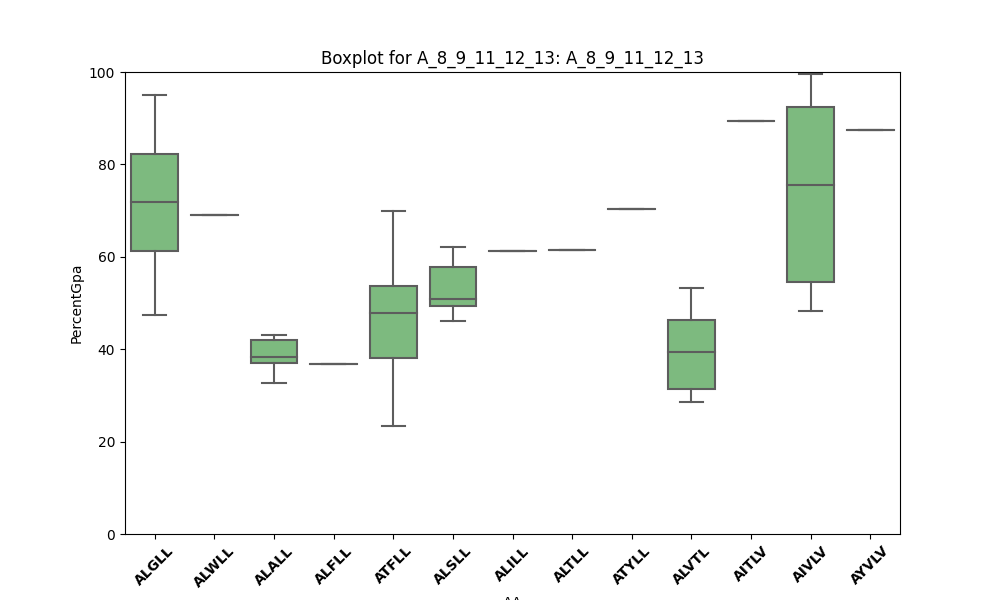 Boxplot for A_8_9_11_12_13: A_8_9_11_12_13
PercentGpa
100
80
60
40
20
0
ALGLL
ALWLL
ALALL
ALFLL
ATFLL
ALSLL
ALILL
ALTLL
ATYLL
ALVTL
AITLV
AIVLV
AYVLV